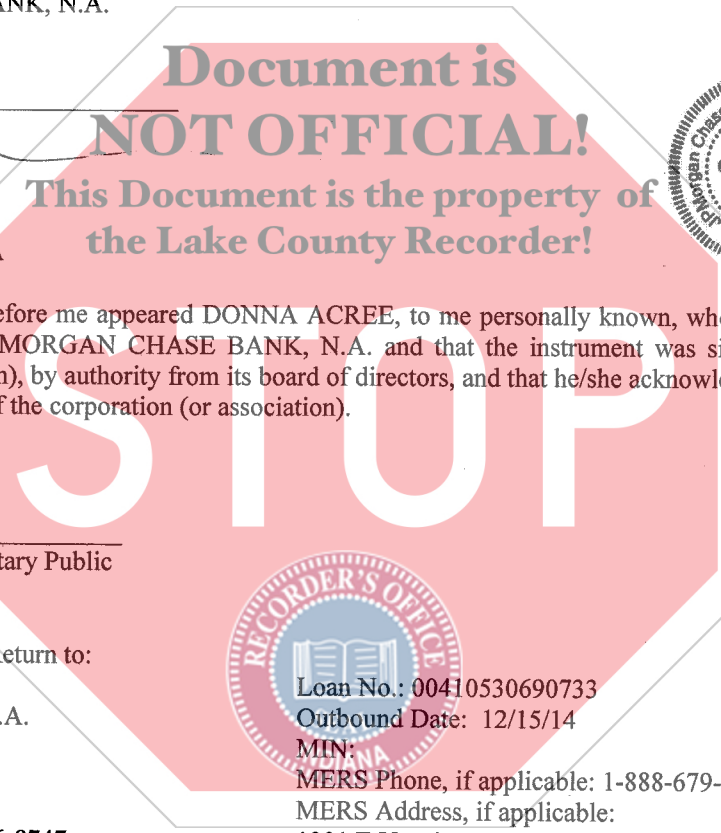 ANK, N.A.
Document is
NOT OFFICIAL!
This Document is the property of
the Lake County Recorder!
JPMorgan Chase
efore me appeared DONNA ACREE, to me personally known, who
MORGAN CHASE BANK, N.A. and that the instrument was si
n), by authority from its board of directors, and that he/she acknowle
f the corporation (or association).
STOP
tary Public
RECORDER'S OFFICE
eturn to:
.A.
Loan No.: 00410530690733
Outbound Date: 12/15/14
INDIANA
MIN:
MERS Phone, if applicable: 1-888-679-
MERS Address, if applicable: